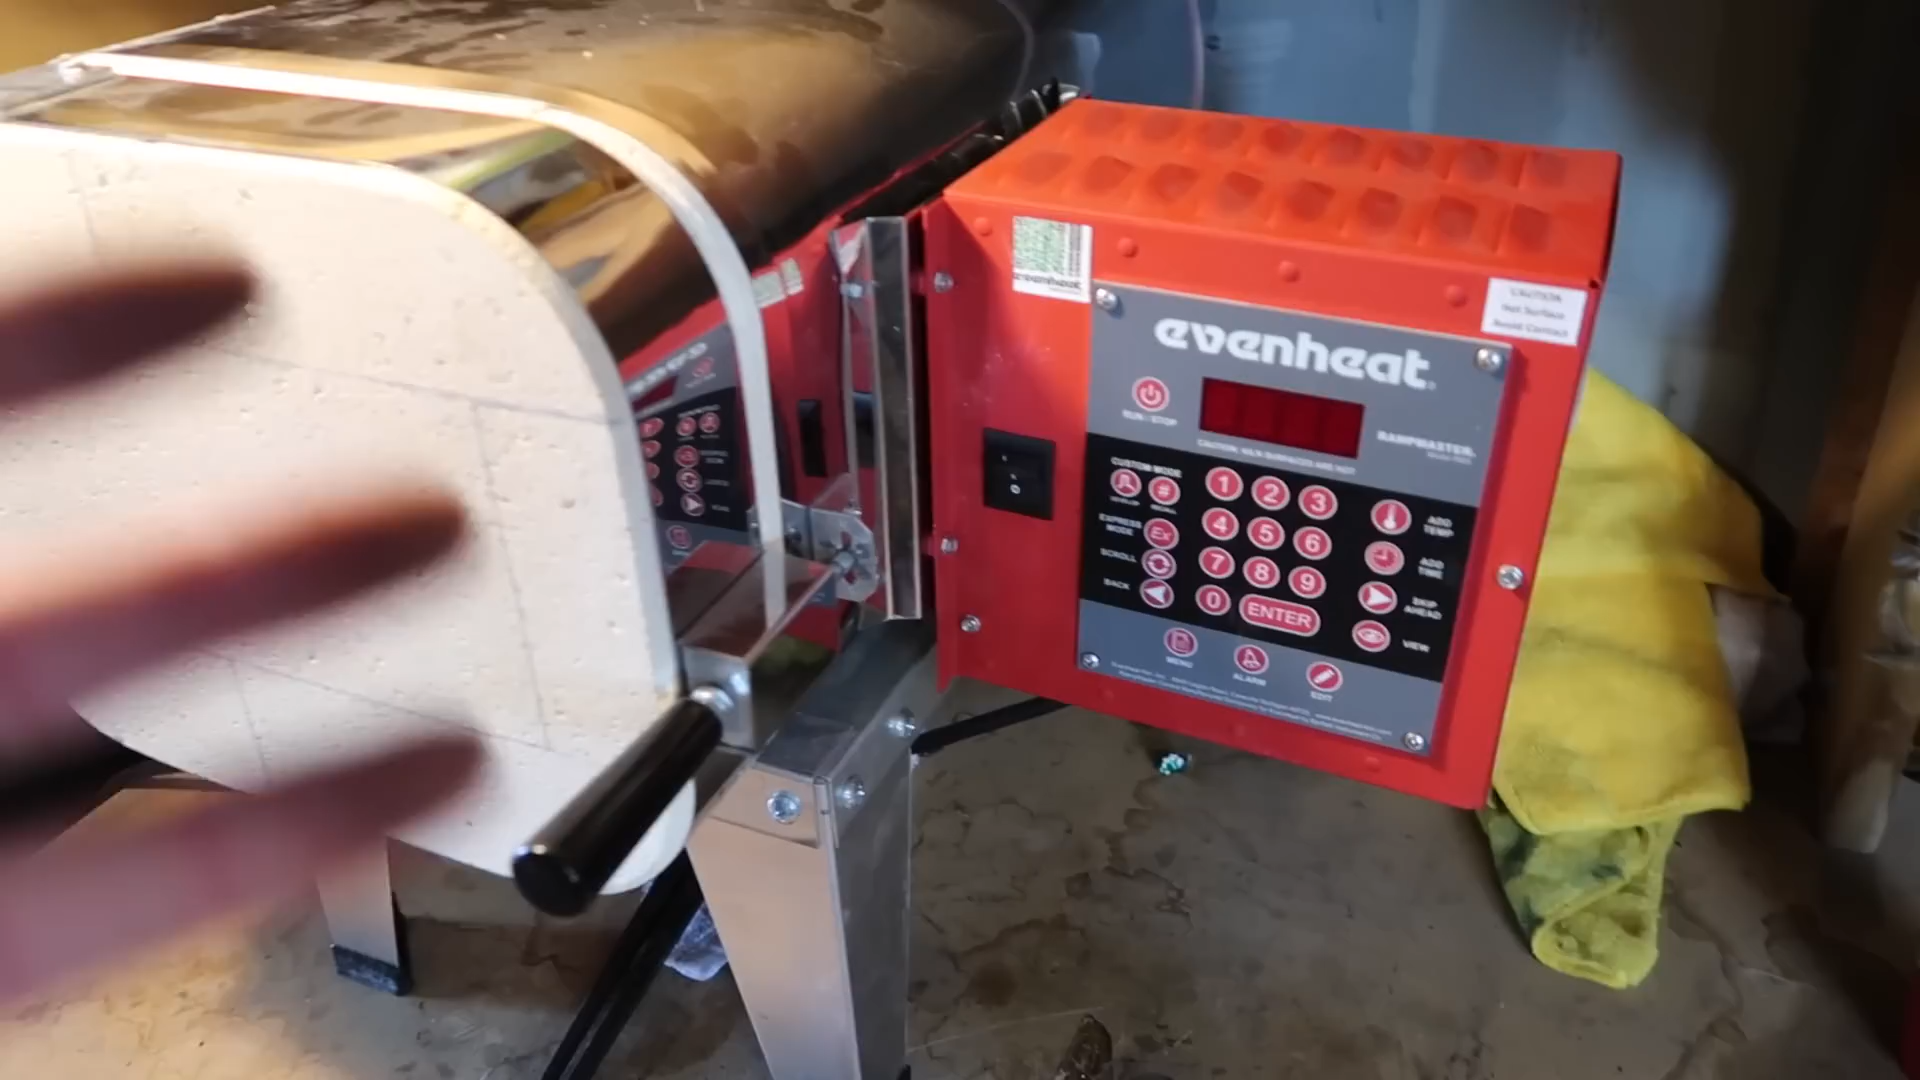 evenheat
CAUTION
Hot Surface
Avoid Contact
evenheat
RUN / STOP
RAMPMASTER
CAUTION, KILN SURFACES ARE HOT
CUSTOM MODE
RECALL
EXPRESS
MODE
Ex
SCROLL
BACK
1 2 3
4 5 6
7 8 9
0 ENTER
ADD
TEMP
ADD
TIME
SKIP
AHEAD
VIEW
MENU
ALARM
EDIT